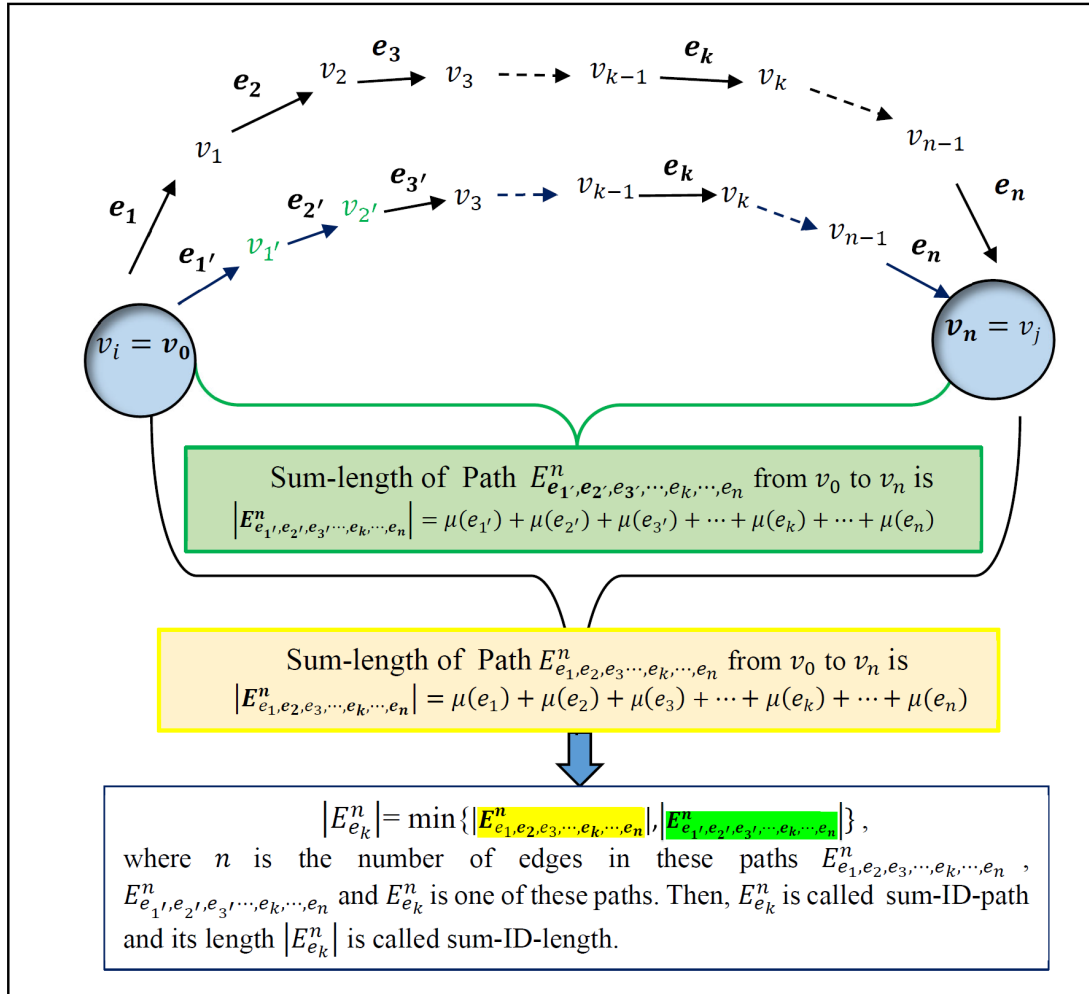 e₁ e₂ e₃ eₖ eₙ
v₁ v₂ v₃ vₖ₋₁ vₖ vₙ₋₁
e₁′ e₂′ e₃′ eₖ eₙ
v₁′ v₂′ v₃ vₖ₋₁ vₖ vₙ₋₁
vᵢ = v₀
vₙ = vⱼ
Sum-length of Path E^n_{e₁′,e₂′,e₃′,⋯,eₖ,⋯,eₙ} from v₀ to vₙ is
|E^n_{e₁′,e₂′,e₃′⋯,eₖ,⋯,eₙ}| = μ(e₁′) + μ(e₂′) + μ(e₃′) + ⋯ + μ(eₖ) + ⋯ + μ(eₙ)
Sum-length of Path E^n_{e₁,e₂,e₃⋯,eₖ,⋯,eₙ} from v₀ to vₙ is
|E^n_{e₁,e₂,e₃,⋯,eₖ,⋯,eₙ}| = μ(e₁) + μ(e₂) + μ(e₃) + ⋯ + μ(eₖ) + ⋯ + μ(eₙ)
|E^n_{eₖ}|= min{|E^n_{e₁,e₂,e₃,⋯,eₖ,⋯,eₙ}|,|E^n_{e₁′,e₂′,e₃′,⋯,eₖ,⋯,eₙ}|} ,
where n is the number of edges in these paths E^n_{e₁,e₂,e₃,⋯,eₖ,⋯,eₙ} ,
E^n_{e₁′,e₂′,e₃′⋯,eₖ,⋯,eₙ} and E^n_{eₖ} is one of these paths. Then, E^n_{eₖ} is called sum-ID-path
and its length |E^n_{eₖ}| is called sum-ID-length.